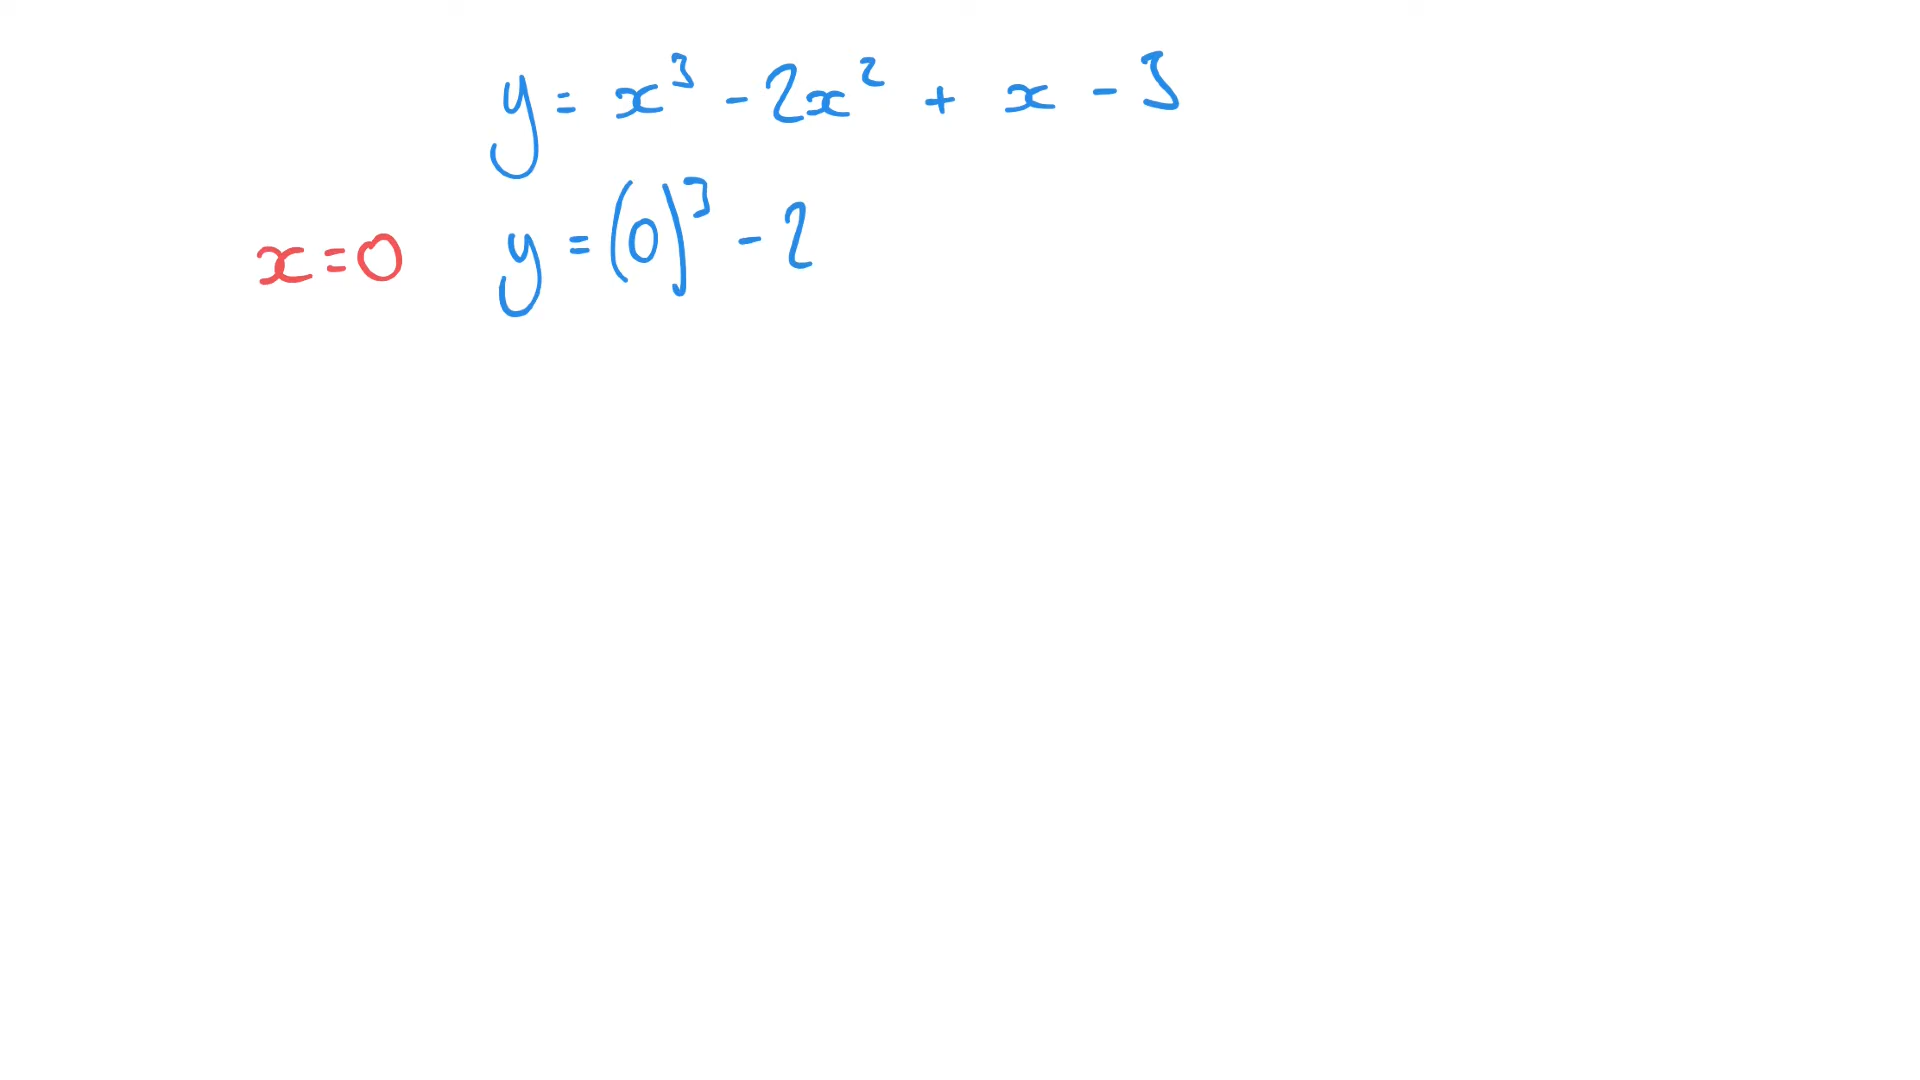 y = x³ - 2x² + x - 3
x=0 y = (0)³ - 2